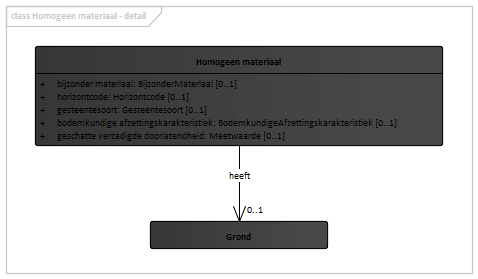 class Homogeen materiaal - detail
Homogeen materiaal
+ bijzonder materiaal: BijzonderMateriaal [0..1]
+ horizontcode: Horizontcode [0..1]
+ gesteentesoort: Gesteentesoort [0..1]
+ bodemkundige afzettingskarakteristiek: BodemkundigeAfzettingskarakteristiek [0..1]
+ geschatte verzadigde doorlatendheid: Meetwaarde [0..1]
heeft
0..1
Grond